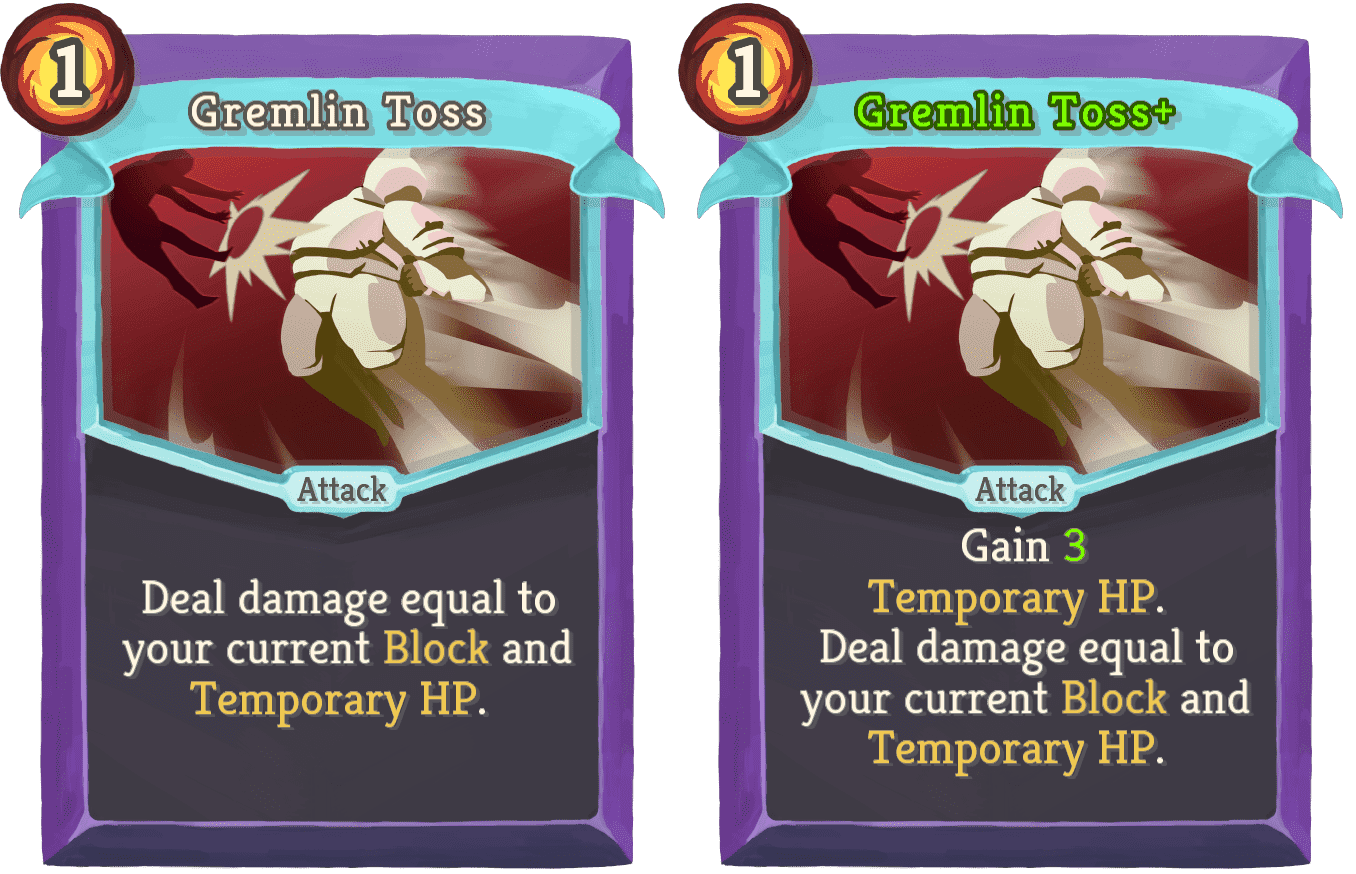 1
Gremlin Toss
Attack
Deal damage equal to
your current Block and
Temporary HP.
1
Gremlin Toss+
Attack
Gain 3
Temporary HP.
Deal damage equal to
your current Block and
Temporary HP.